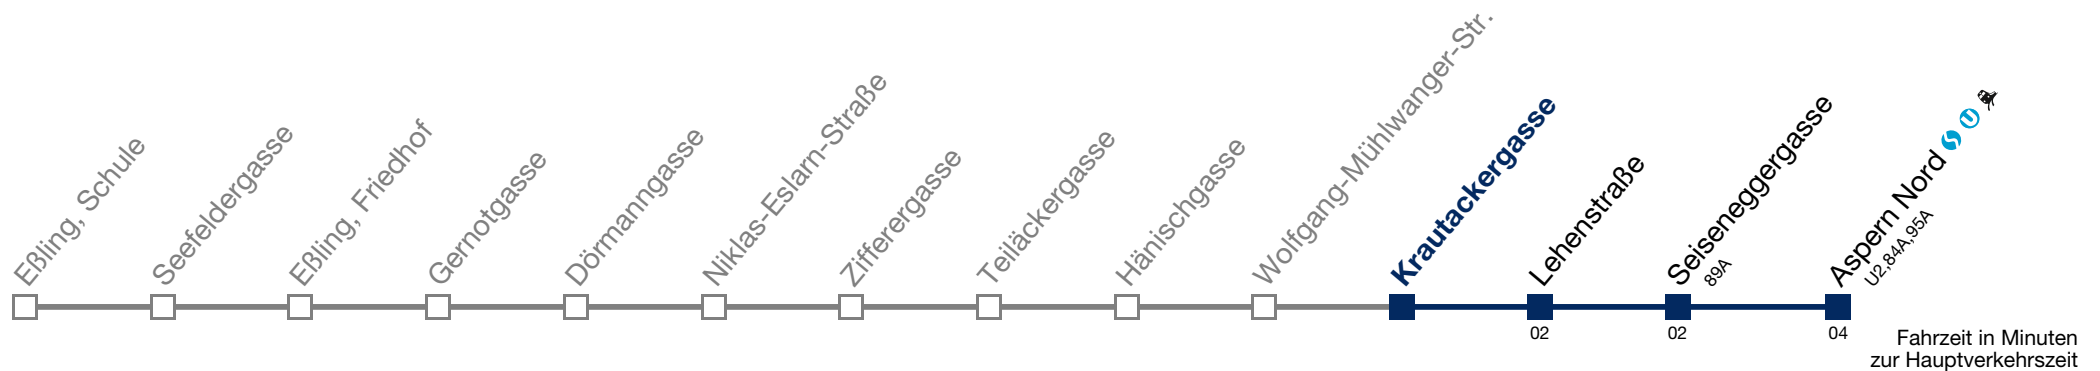 Eßling, Schule
Seefeldergasse
Eßling, Friedhof
Gernotgasse
Dörmanngasse
Niklas-Eslarn-Straße
Ziffererergasse
Teiläckergasse
Hänischgasse
Wolfgang-Mühlwanger-Str.
Krautackergasse
Lehenstraße
Seiseneggergasse
89A
Aspern Nord
U2,84A,95A
02
02
04
Fahrzeit in Minuten
zur Hauptverkehrszeit